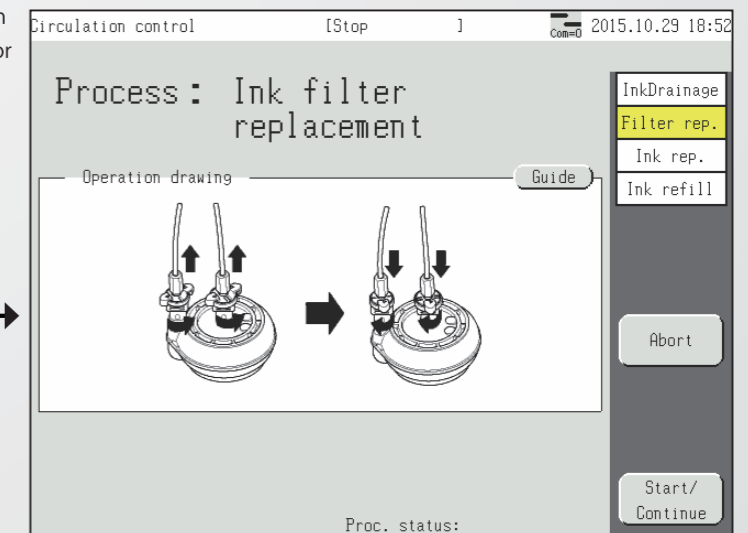 n
or
Circulation control [Stop ] Com=0 2015.10.29 18:52
Process: Ink filter
replacement
InkDrainage
Filter rep.
Ink rep.
Ink refill
Operation drawing
Guide
Abort
Start/
Continue
Proc. status: